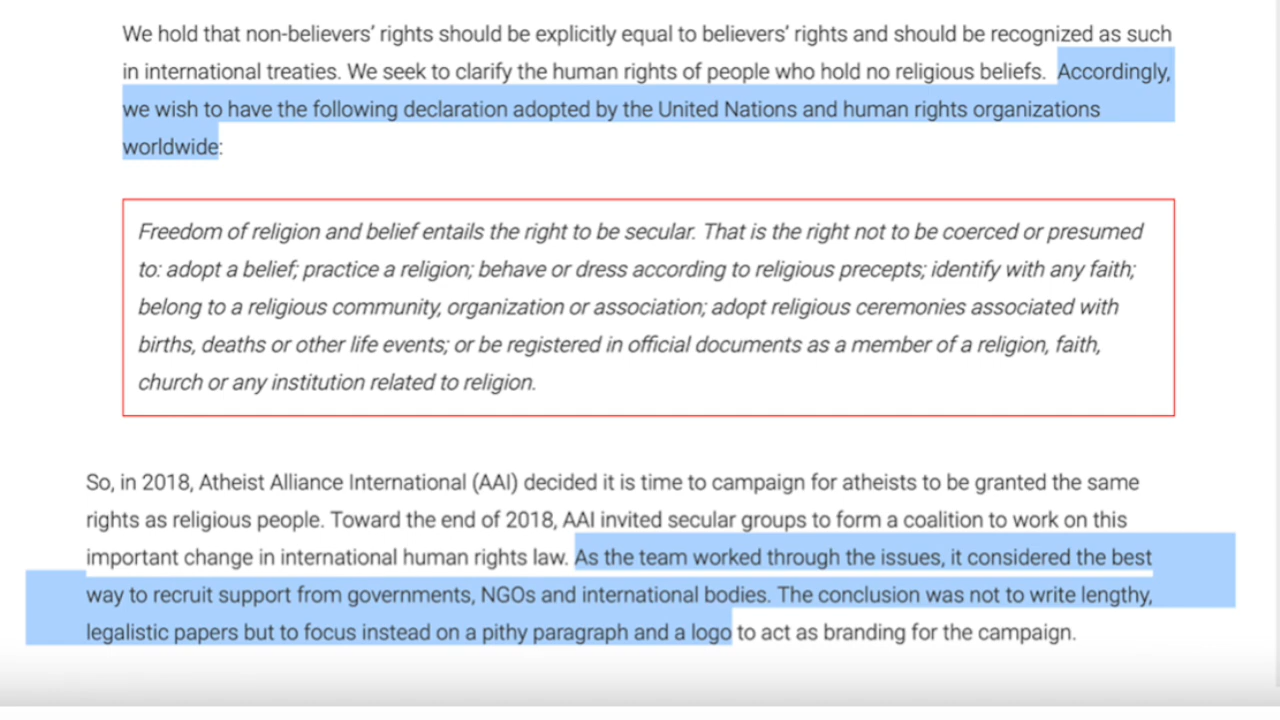 We hold that non-believers’ rights should be explicitly equal to believers’ rights and should be recognized as such
in international treaties. We seek to clarify the human rights of people who hold no religious beliefs. Accordingly,
we wish to have the following declaration adopted by the United Nations and human rights organizations
worldwide:
Freedom of religion and belief entails the right to be secular. That is the right not to be coerced or presumed
to: adopt a belief; practice a religion; behave or dress according to religious precepts; identify with any faith;
belong to a religious community, organization or association; adopt religious ceremonies associated with
births, deaths or other life events; or be registered in official documents as a member of a religion, faith,
church or any institution related to religion.
So, in 2018, Atheist Alliance International (AAI) decided it is time to campaign for atheists to be granted the same
rights as religious people. Toward the end of 2018, AAI invited secular groups to form a coalition to work on this
important change in international human rights law. As the team worked through the issues, it considered the best
way to recruit support from governments, NGOs and international bodies. The conclusion was not to write lengthy,
legalistic papers but to focus instead on a pithy paragraph and a logo to act as branding for the campaign.